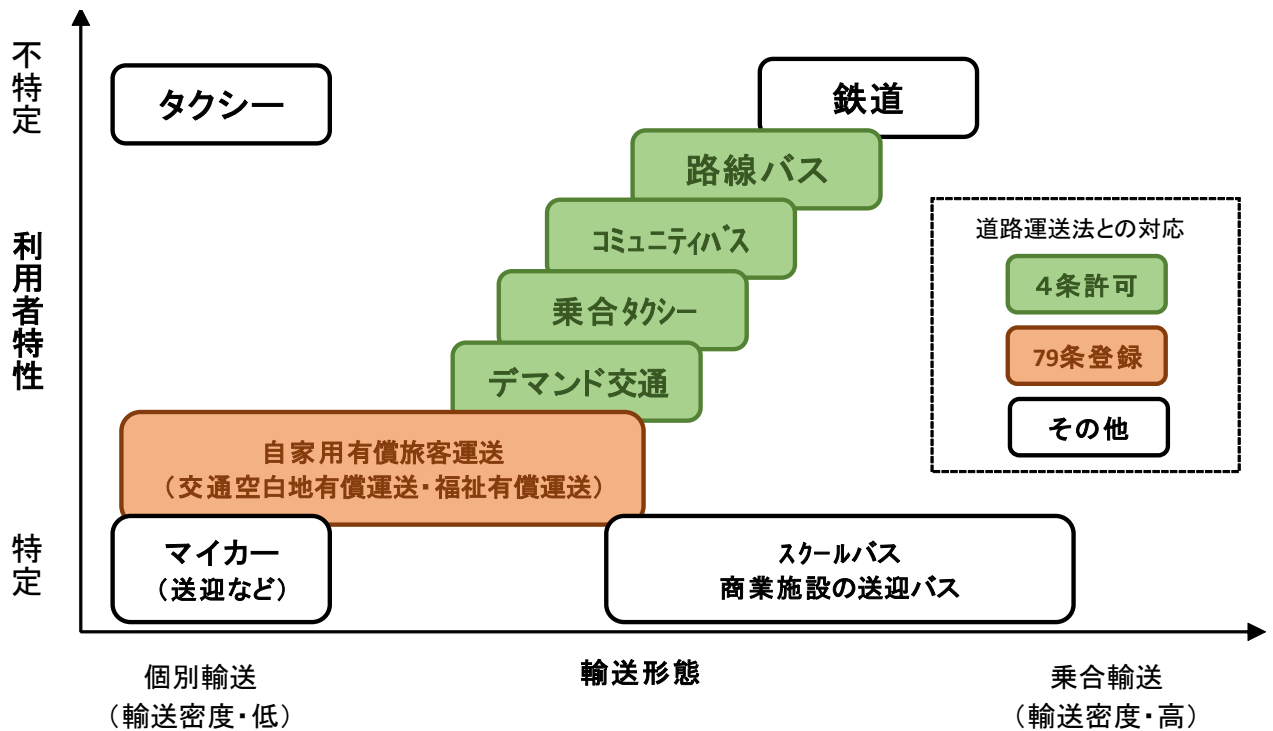 不特定
利用者特性
特定
タクシー
鉄道
路線バス
コミュニティバス
乗合タクシー
デマンド交通
自家用有償旅客運送
（交通空白地有償運送・福祉有償運送）
マイカー
（送迎など）
スクールバス
商業施設の送迎バス
道路運送法との対応
4条許可
79条登録
その他
個別輸送
（輸送密度・低）
輸送形態
乗合輸送
（輸送密度・高）